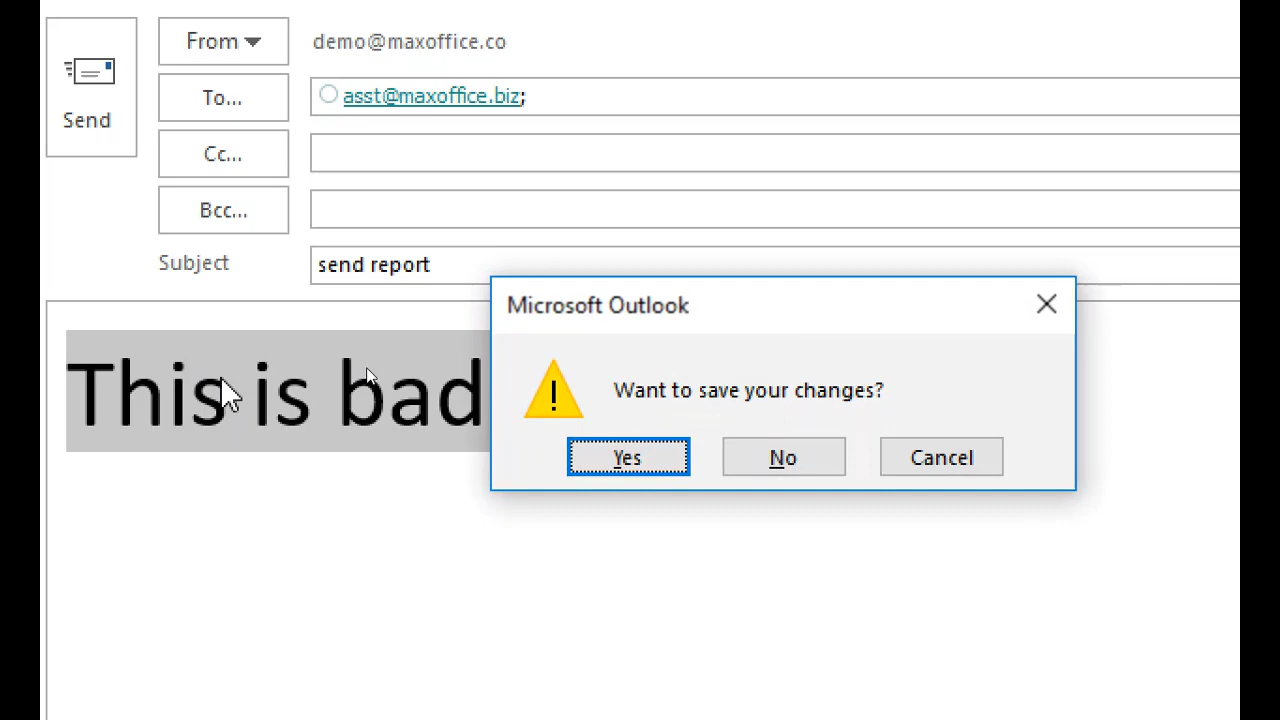 From
demo@maxoffice.co
Send
To...
asst@maxoffice.biz;
Cc...
Bcc...
Subject
send report
Microsoft Outlook
This is bad
Want to save your changes?
Yes
No
Cancel